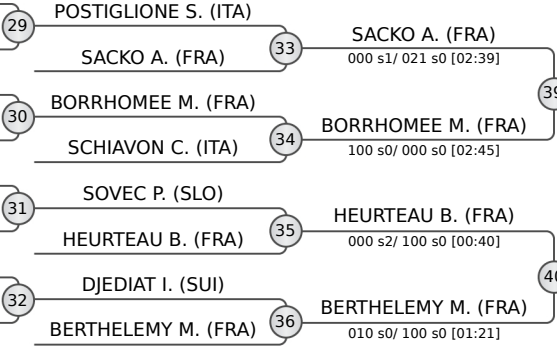 POSTIGLIONE S. (ITA)
29
SACKO A. (FRA)
33
SACKO A. (FRA)
000 s1/ 021 s0 [02:39]
39
BORRHOMEE M. (FRA)
30
SCHIAVON C. (ITA)
34
BORRHOMEE M. (FRA)
100 s0/ 000 s0 [02:45]
SOVEC P. (SLO)
31
HEURTEAU B. (FRA)
35
HEURTEAU B. (FRA)
000 s2/ 100 s0 [00:40]
40
DJEDIAT I. (SUI)
32
BERTHELEMY M. (FRA)
36
BERTHELEMY M. (FRA)
010 s0/ 100 s0 [01:21]